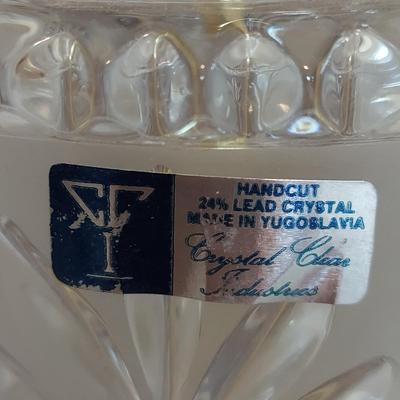 HANDCUT
24% LEAD CRYSTAL
MADE IN YUGOSLAVIA
Crystal Clear
Industries